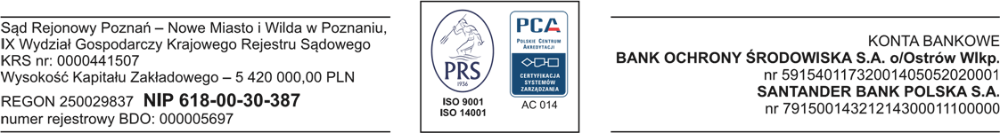 Sąd Rejonowy Poznań – Nowe Miasto i Wilda w Poznaniu,
IX Wydział Gospodarczy Krajowego Rejestru Sądowego
KRS nr: 0000441507
Wysokość Kapitału Zakładowego – 5 420 000,00 PLN
REGON 250029837 NIP 618-00-30-387
numer rejestrowy BDO: 000005697
PRS
1936
ISO 9001
ISO 14001
PCA
POLSKIE CENTRUM
AKREDYTACJI
CERTYFIKACJA
SYSTEMÓW
ZARZĄDZANIA
AC 014
KONTA BANKOWE
BANK OCHRONY ŚRODOWISKA S.A. o/Ostrów Wlkp.
nr 59154011732001405052020001
SANTANDER BANK POLSKA S.A.
nr 79150014321214300011100000